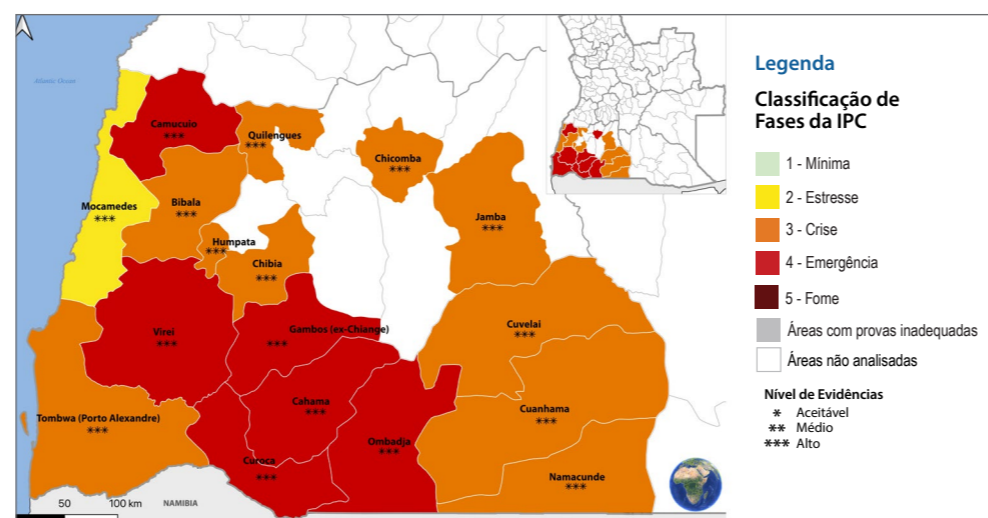 Atlantic Ocean
Camucuio
***
Quilengues
***
Chicomba
***
Mocamedes
***
Bibala
***
Jamba
***
Humpata
***
Chibia
***
Virei
***
Gambos (ex-Chiange)
***
Cuvelai
***
Tombwa (Porto Alexandre)
***
Cahama
***
Cuanhama
***
Ombadja
***
Curoca
***
Namacunde
***
50
100 km
NAMIBIA
Legenda
Classificação de
Fases da IPC
1 - Mínima
2 - Estresse
3 - Crise
4 - Emergência
5 - Fome
Áreas com provas inadequadas
Áreas não analisadas
Nível de Evidências
* Aceitável
** Médio
*** Alto